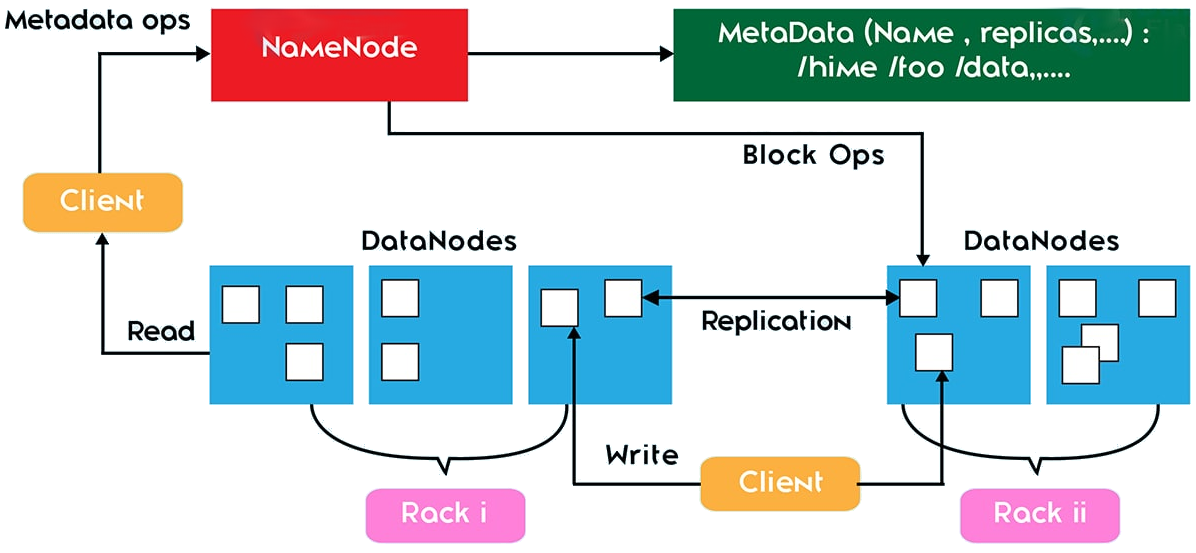 Metadata ops
NameNode
MetaData (Name , replicas,....) :
/hime /foo /data,,....
Block Ops
Client
DataNodes
DataNodes
Read
Replication
Write
Client
Rack i
Rack ii